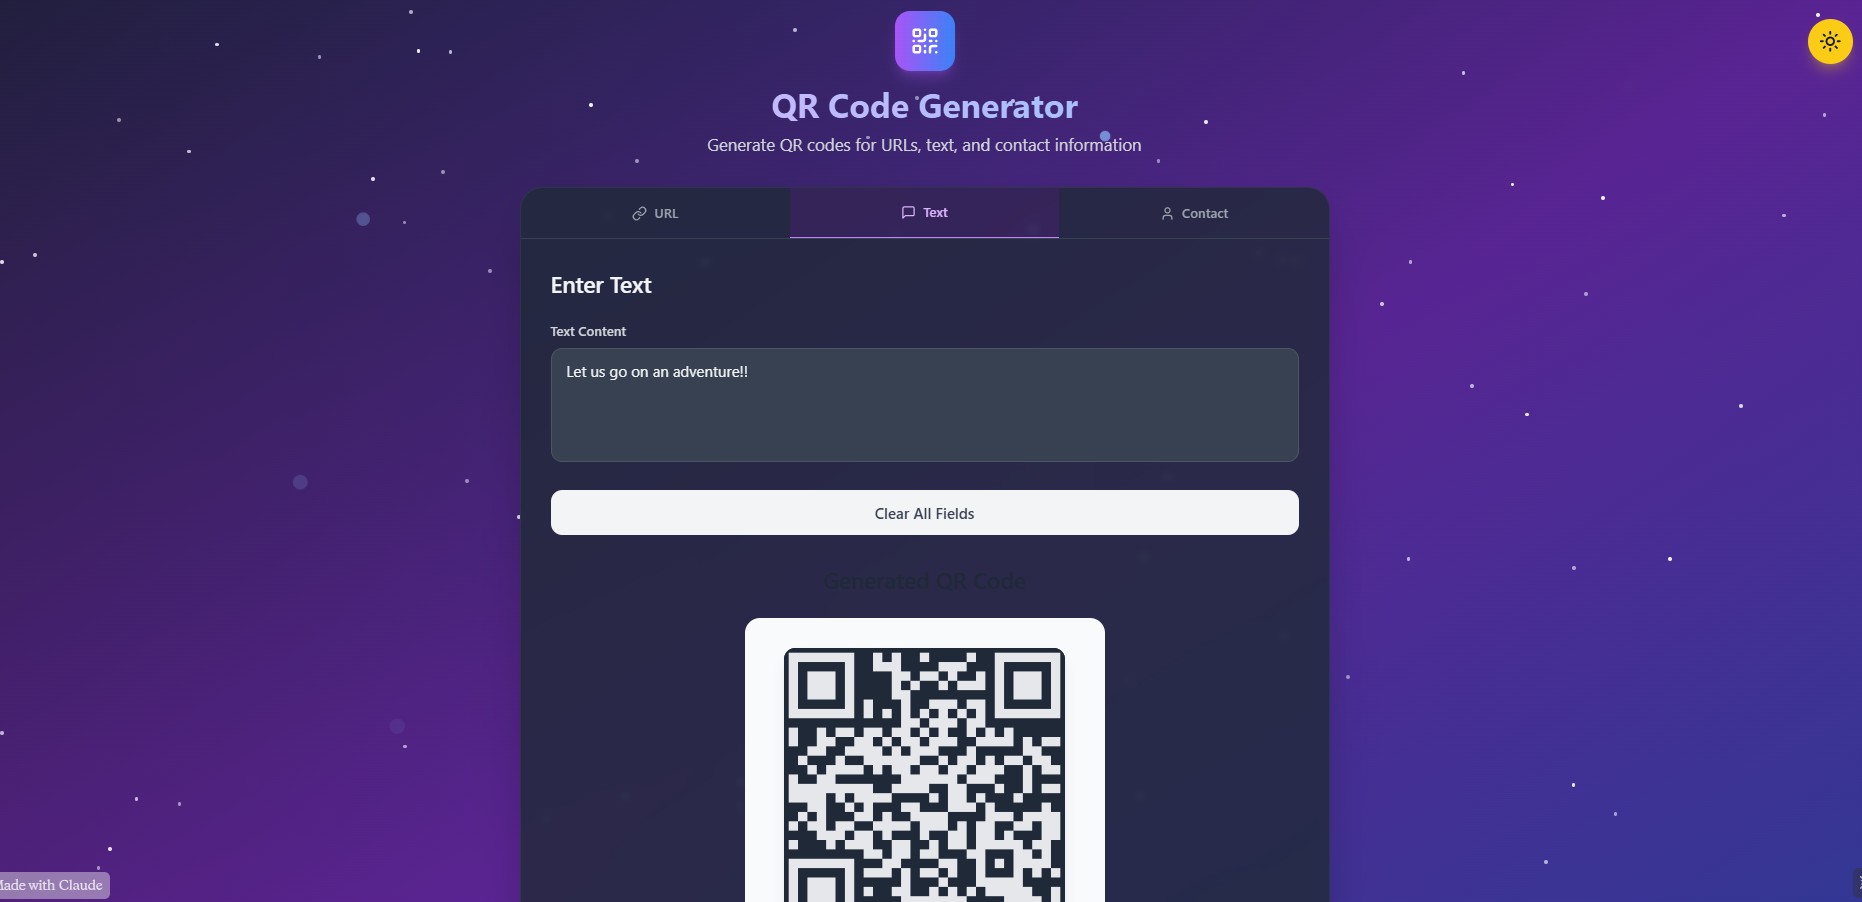 QR Code Generator
Generate QR codes for URLs, text, and contact information
URL
Text
Contact
Enter Text
Text Content
Let us go on an adventure!!
Clear All Fields
Generated QR Code
Made with Claude